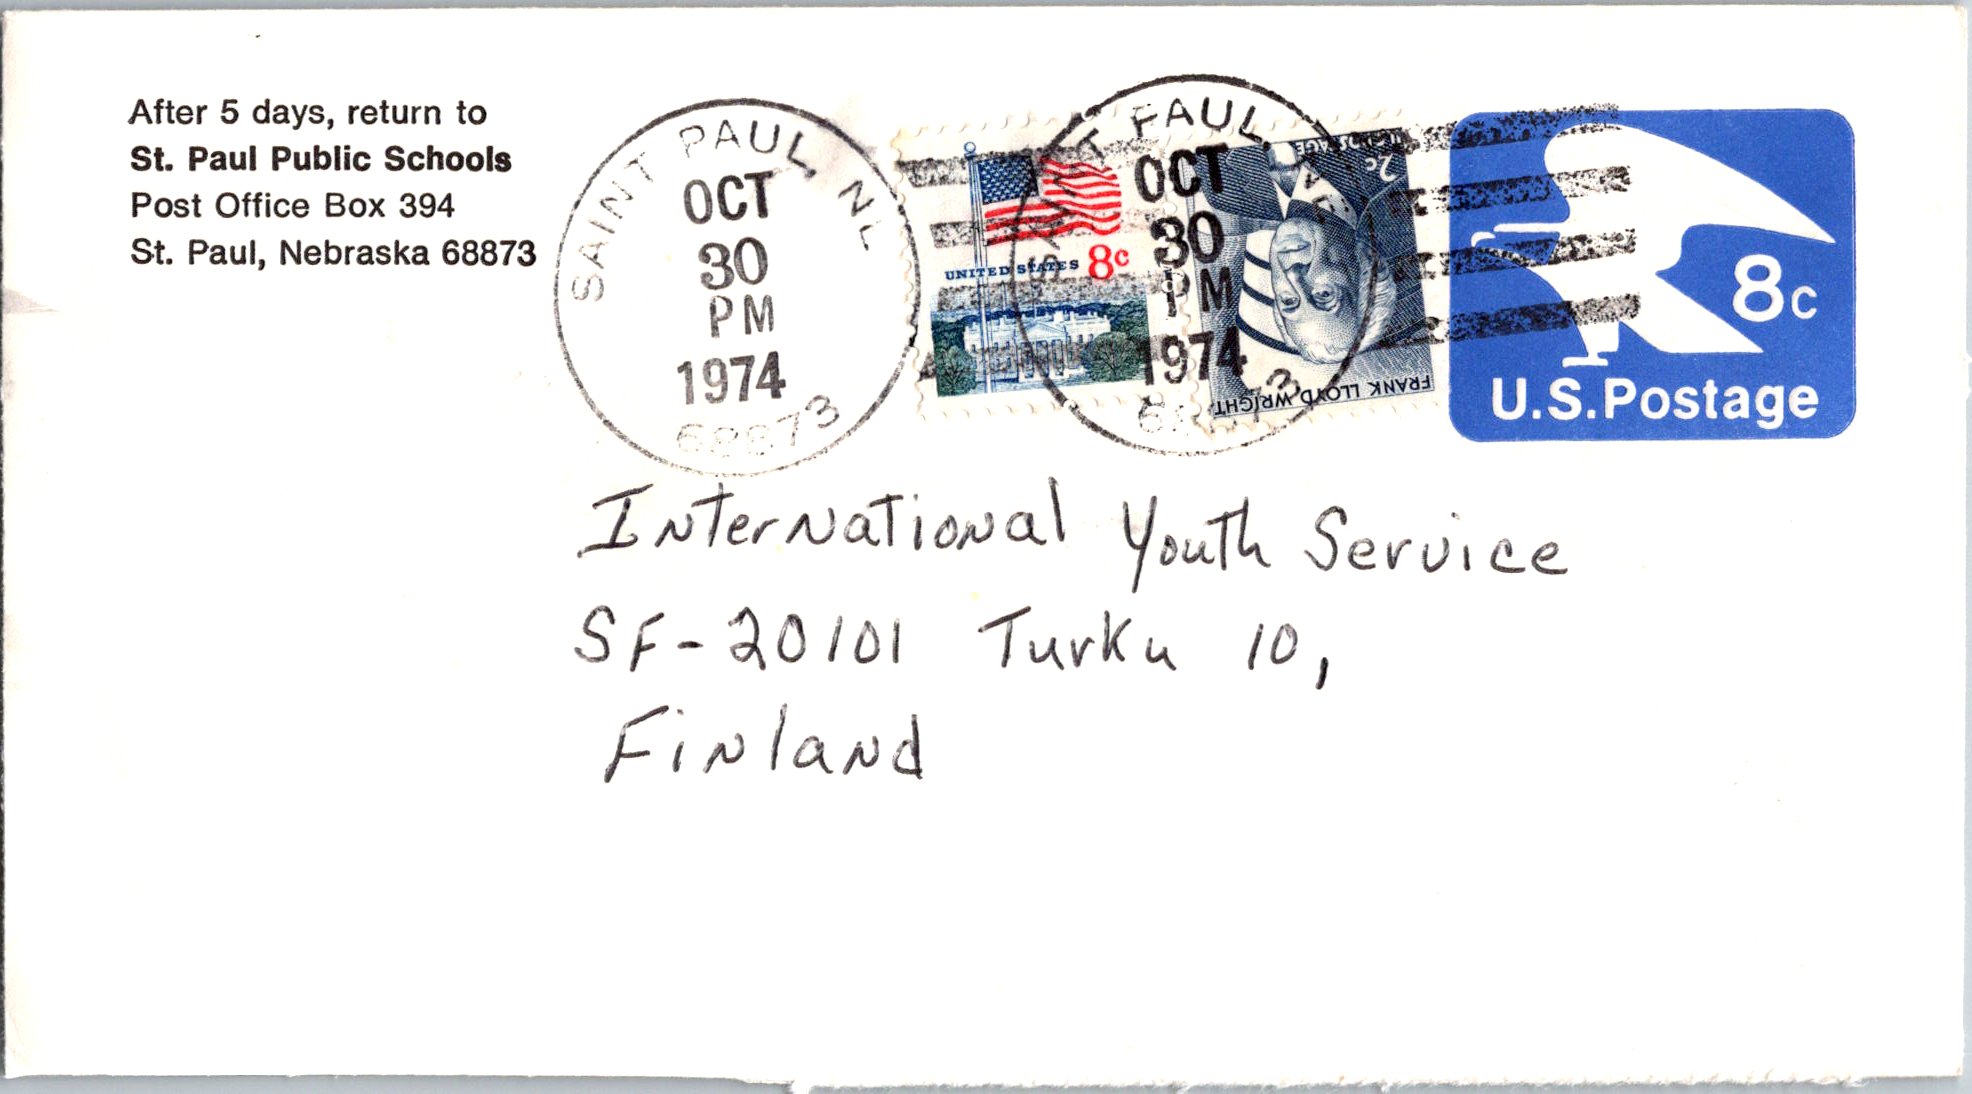 After 5 days, return to
St. Paul Public Schools
Post Office Box 394
St. Paul, Nebraska 68873
SAINT PAUL, N
OCT
30
PM
1974
68873
UNITED STATES 8c
SAINT PAUL,
OCT
30
PM
1974
2c
FRANK LLOYD WRIGHT
8c
U.S.Postage
International Youth Service
SF-20101 Turku 10,
Finland